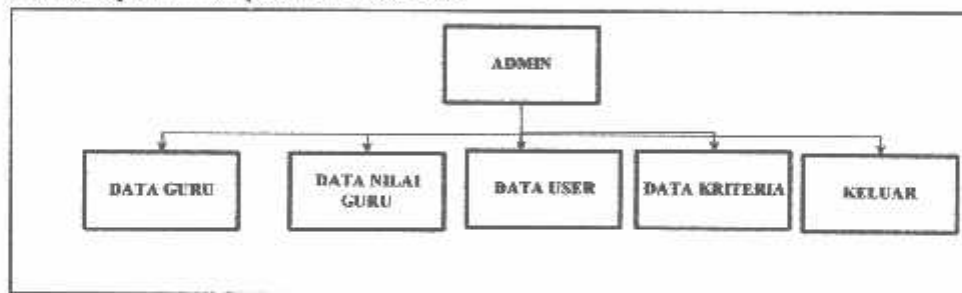 ADMIN
DATA GURU
DATA NILAI
GURU
DATA USER
DATA KRITERIA
KELUAR